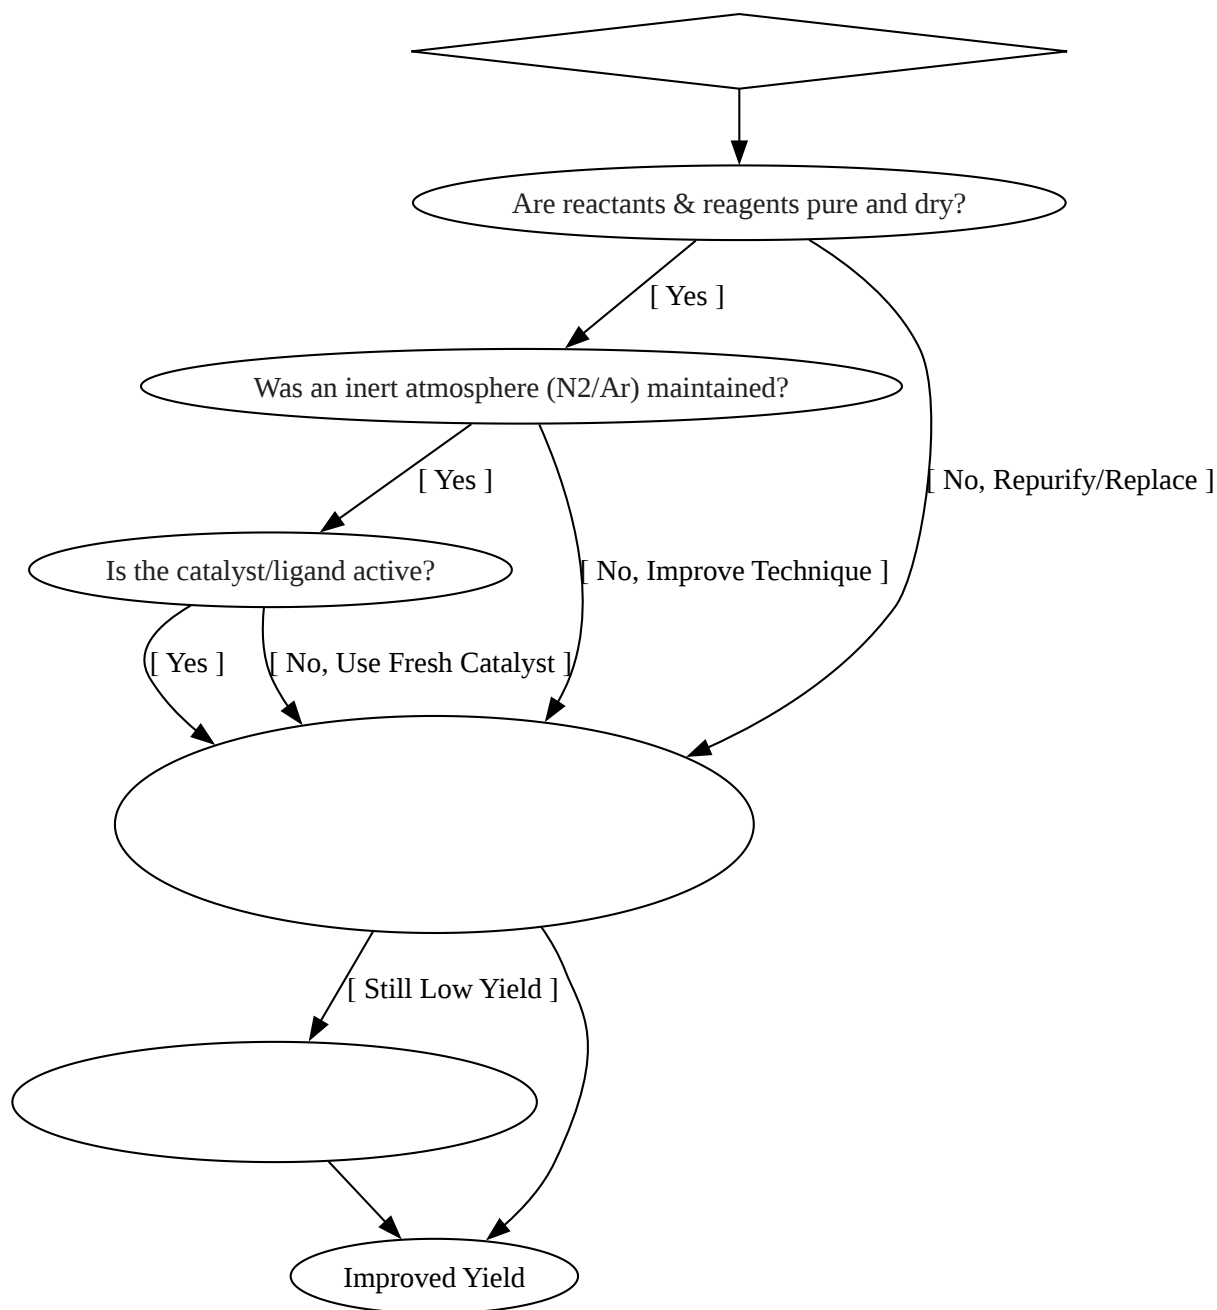 Are reactants & reagents pure and dry?
[ Yes ]
Was an inert atmosphere (N2/Ar) maintained?
[ Yes ]
[ No, Repurify/Replace ]
Is the catalyst/ligand active?
[ No, Improve Technique ]
[ Yes ]
[ No, Use Fresh Catalyst ]
[ Still Low Yield ]
Improved Yield